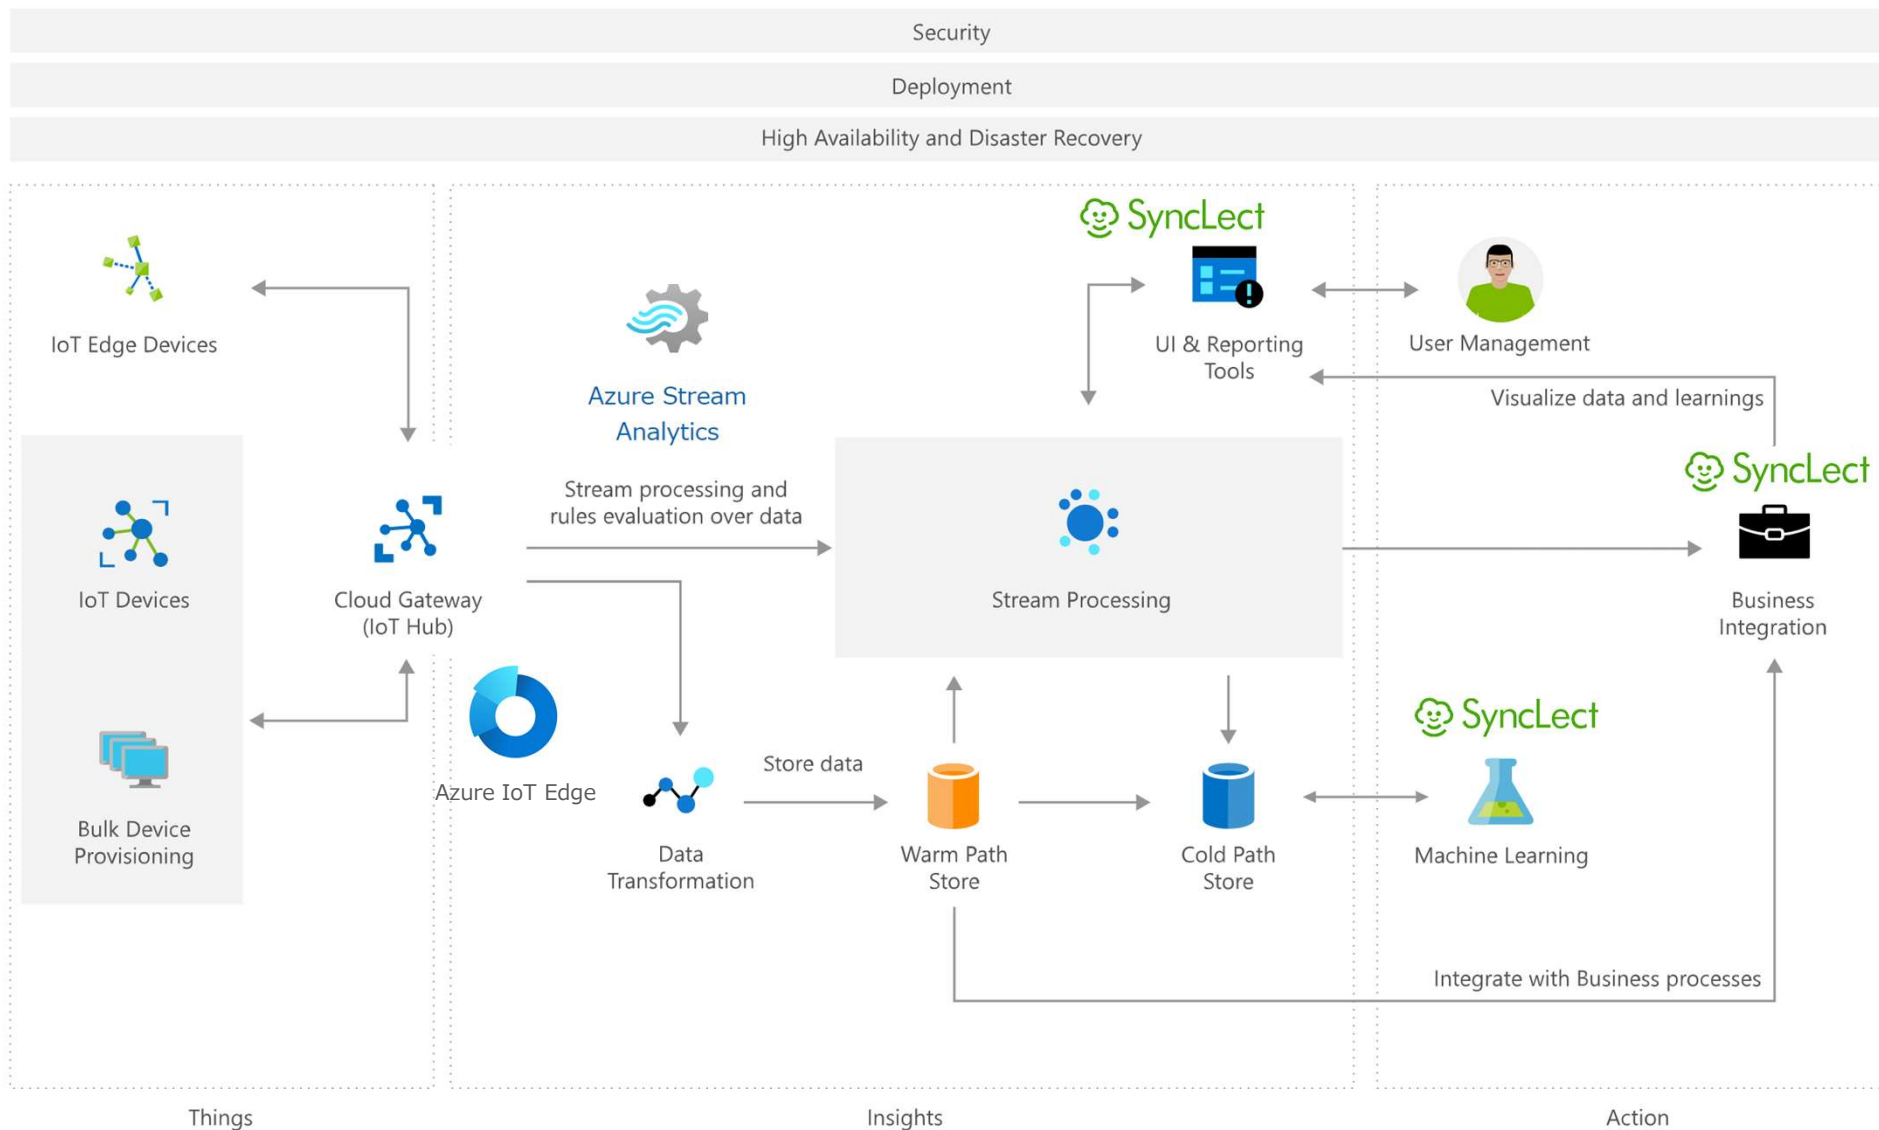 Security
Deployment
High Availability and Disaster Recovery
SyncLect
IoT Edge Devices
UI & Reporting
Tools
User Management
Azure Stream
Analytics
Visualize data and learnings
Stream processing and
rules evaluation over data
SyncLect
IoT Devices
Cloud Gateway
(IoT Hub)
Stream Processing
Business
Integration
SyncLect
Store data
Azure IoT Edge
Bulk Device
Provisioning
Data
Transformation
Warm Path
Store
Cold Path
Store
Machine Learning
Integrate with Business processes
Things
Insights
Action